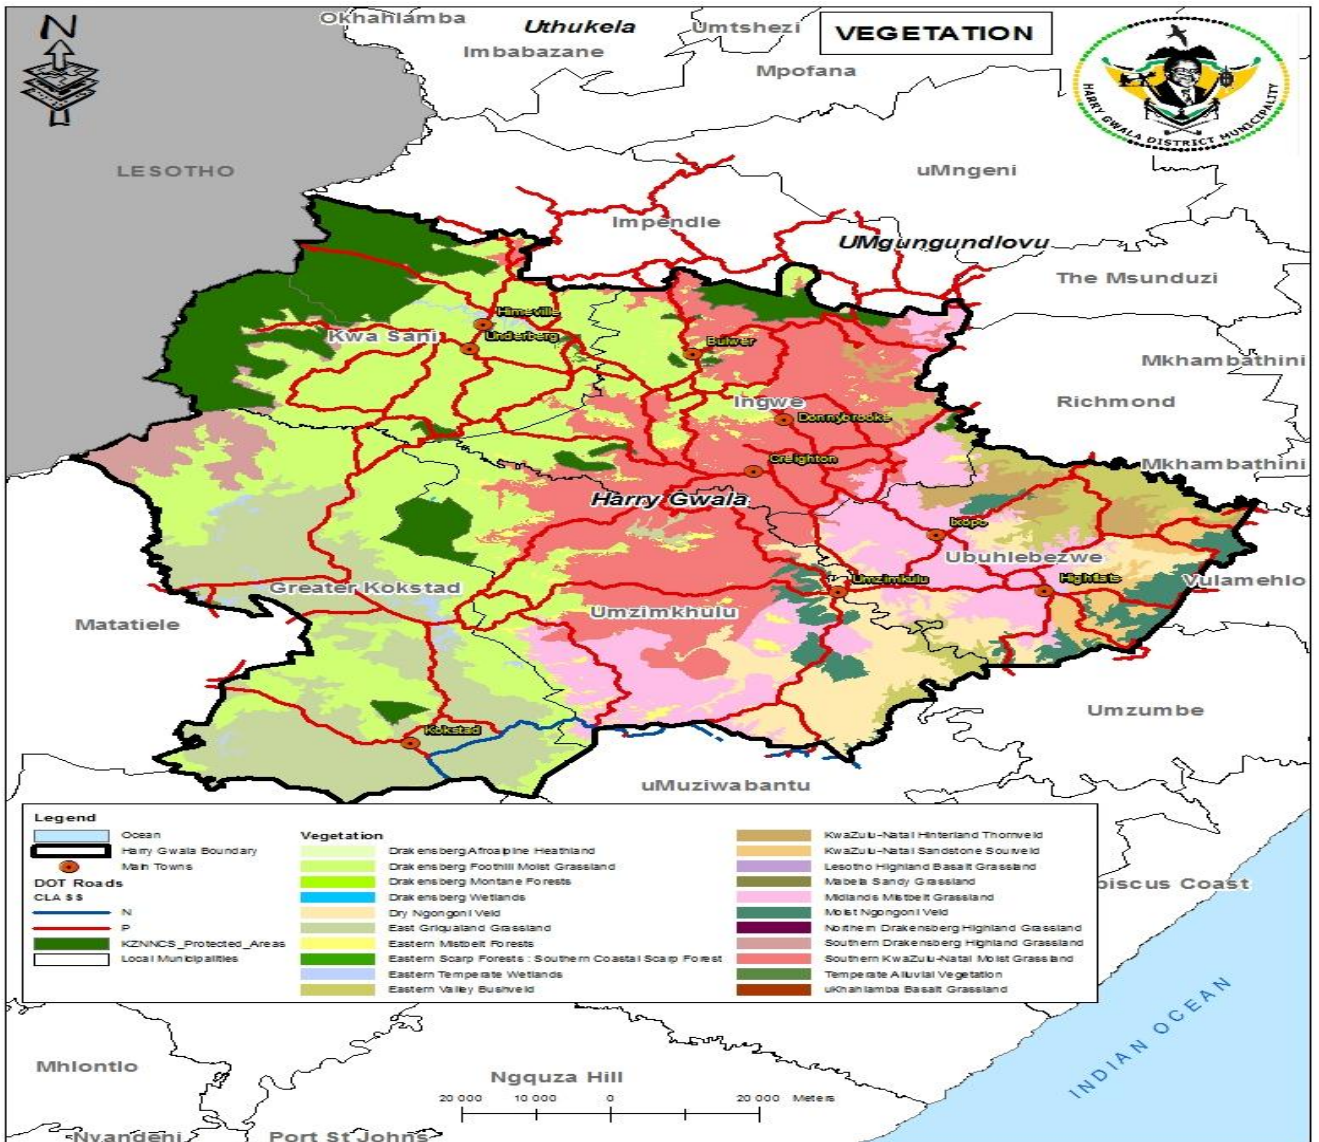 N
Okhahlamba
Uthukela
Umtshezi
VEGETATION
Imbabazane
Mpofana
HARRY GWALA DISTRICT MUNICIPALITY
LESOTHO
uMngeni
Impendle
UMgungundlovu
The Msunduzi
Himeville
Kwa Sani
Underberg
Bulwer
Mkhambathini
Ingwe
Richmond
Donnybrooke
Creighton
Mkhambathini
Harry Gwala
Ixopo
Ubuhlebezwe
Greater Kokstad
Umzimkulu
Highflats
Vulamehlo
Matatiele
Umzimkhulu
Umzumbe
Kokstad
uMuziwabantu
Legend
Ocean
Harry Gwala Boundary
Main Towns
DOT Roads
CLASS
N
P
KZNNCS_Protected_Areas
Local Municipalities
Vegetation
Drakensberg Afroalpine Heathland
Drakensberg Foothill Moist Grassland
Drakensberg Montane Forests
Drakensberg Wetlands
Dry Ngongoni Veld
East Griqualand Grassland
Eastern Mistbelt Forests
Eastern Scarp Forests : Southern Coastal Scarp Forest
Eastern Temperate Wetlands
Eastern Valley Bushveld
KwaZulu-Natal Hinterland Thornveld
KwaZulu-Natal Sandstone Sourveld
Lesotho Highland Basalt Grassland
Mabela Sandy Grassland
Midlands Mistbelt Grassland
Moist Ngongoni Veld
Northern Drakensberg Highland Grassland
Southern Drakensberg Highland Grassland
Southern KwaZulu-Natal Moist Grassland
Temperate Alluvial Vegetation
uKhahlamba Basalt Grassland
biscus Coast
INDIAN OCEAN
Mhlontlo
Ngquza Hill
20 000 10 000 0 20 000 Meters
Nyandeni
Port St Johns